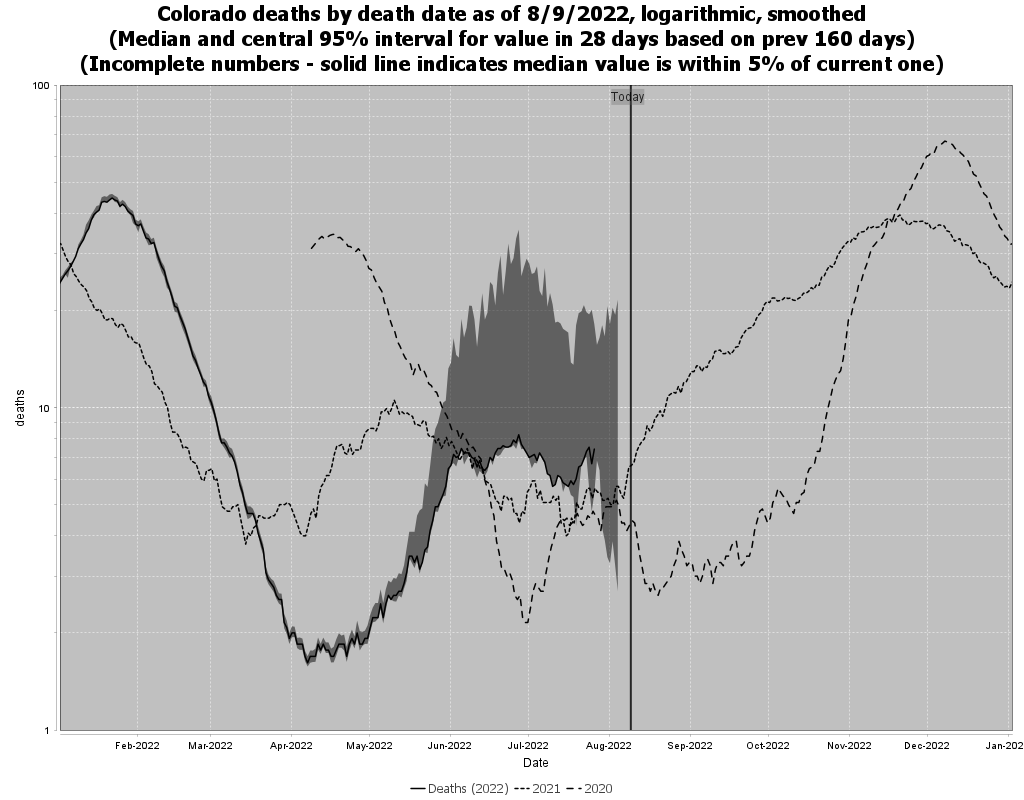 Colorado deaths by death date as of 8/9/2022, logarithmic, smoothed
(Median and central 95% interval for value in 28 days based on prev 160 days)
(Incomplete numbers - solid line indicates median value is within 5% of current one)
100
Today
10
deaths
1
Feb-2022 Mar-2022 Apr-2022 May-2022 Jun-2022 Jul-2022 Aug-2022 Sep-2022 Oct-2022 Nov-2022 Dec-2022 Jan-202
Date
Deaths (2022) 2021 2020